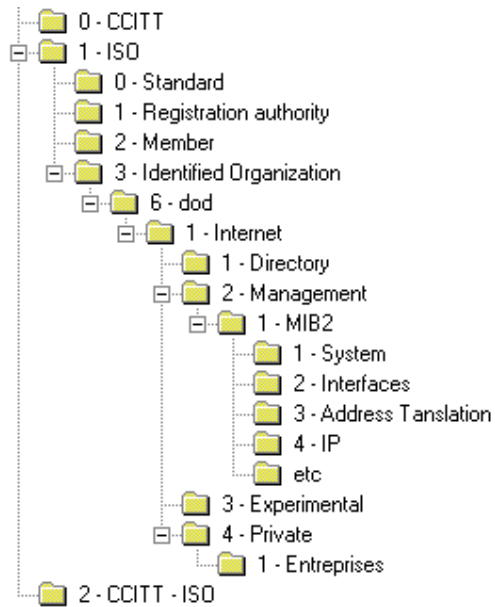 0 - CCITT
1 - ISO
0 - Standard
1 - Registration authority
2 - Member
3 - Identified Organization
6 - dod
1 - Internet
1 - Directory
2 - Management
1 - MIB2
1 - System
2 - Interfaces
3 - Address Tanslation
4 - IP
etc
3 - Experimental
4 - Private
1 - Entreprises
2 - CCITT - ISO